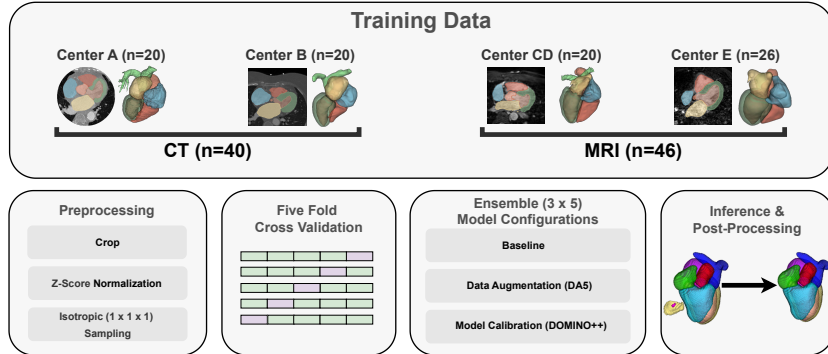 Training Data
Center A (n=20)
Center B (n=20)
Center CD (n=20)
Center E (n=26)
CT (n=40)
MRI (n=46)
Preprocessing
Crop
Z-Score Normalization
Isotropic (1 x 1 x 1)
Sampling
Five Fold
Cross Validation
Ensemble (3 x 5)
Model Configurations
Baseline
Data Augmentation (DA5)
Model Calibration (DOMINO++)
Inference &
Post-Processing